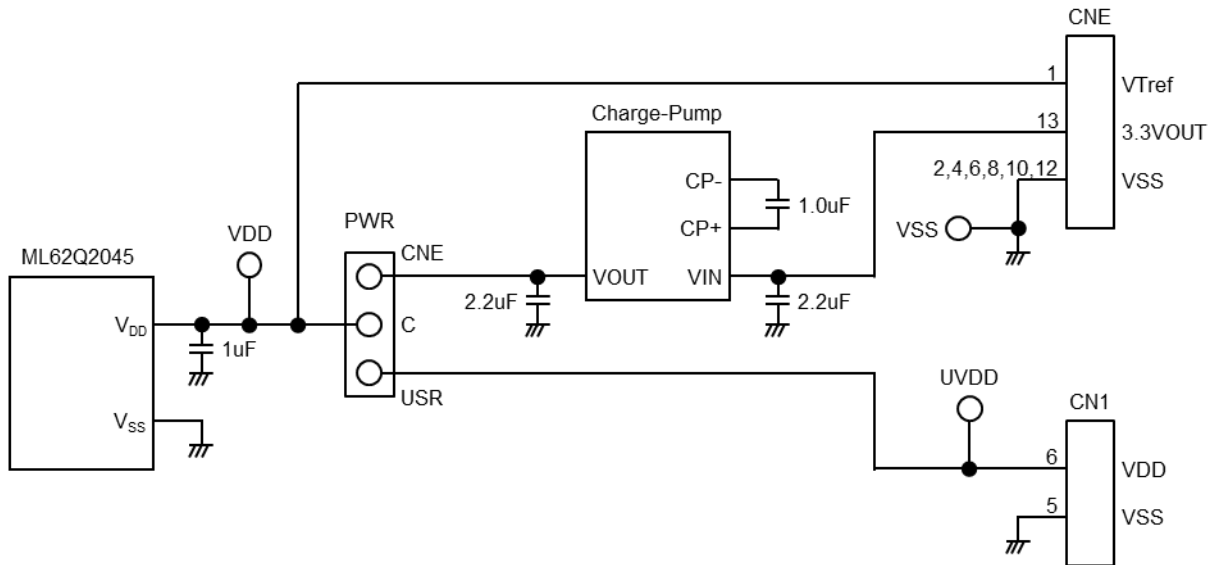 CNE
1
VTref
Charge-Pump
13
3.3VOUT
CP-
2,4,6,8,10,12
VSS
1.0uF
PWR
CP+
VDD
VSS
CNE
ML62Q2045
VOUT
VIN
2.2uF
2.2uF
VDD
C
1uF
UVDD
USR
CN1
VSS
6
VDD
5
VSS